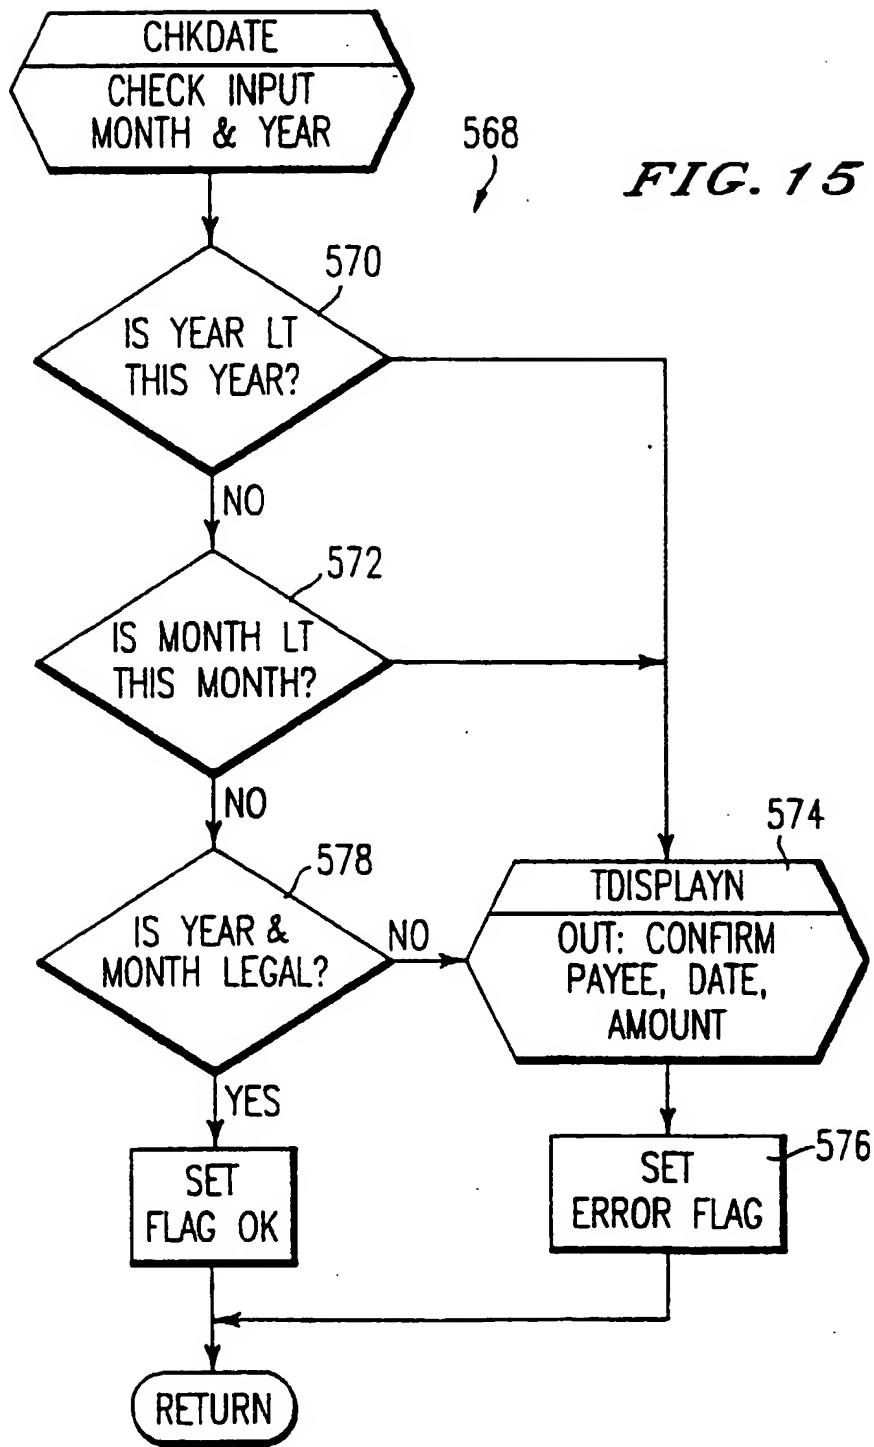 CHKDATE
CHECK INPUT
MONTH & YEAR
568
FIG. 15
570
IS YEAR LT
THIS YEAR?
NO
572
IS MONTH LT
THIS MONTH?
NO
578
IS YEAR &
MONTH LEGAL?
NO
574
TDISPLAYN
OUT: CONFIRM
PAYEE, DATE,
AMOUNT
YES
SET
FLAG OK
576
SET
ERROR FLAG
RETURN